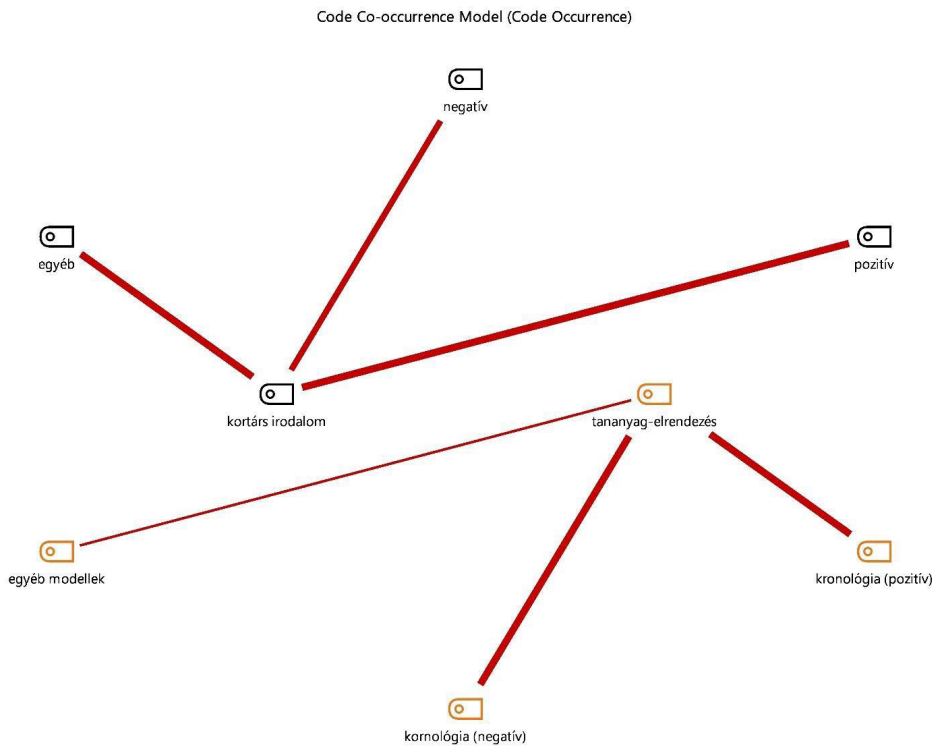 Code Co-occurrence Model (Code Occurrence)
negatív
egyéb
pozitív
kortárs irodalom
tananyag-elrendezés
egyéb modellek
kronológia (pozitív)
kornológia (negatív)